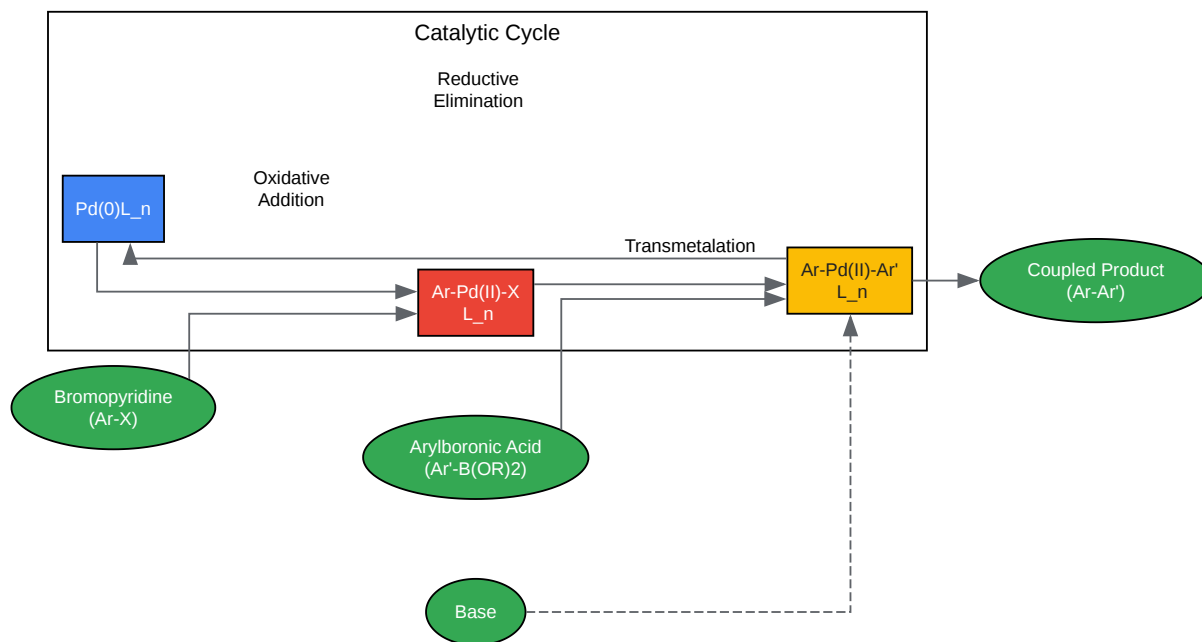 Catalytic Cycle
Reductive
Elimination
Oxidative
Addition
Pd(0)L_n
Transmetalation
Ar-Pd(II)-X
L_n
Ar-Pd(II)-Ar'
L_n
Coupled Product
(Ar-Ar')
Bromopyridine
(Ar-X)
Arylboronic Acid
(Ar'-B(OR)2)
Base